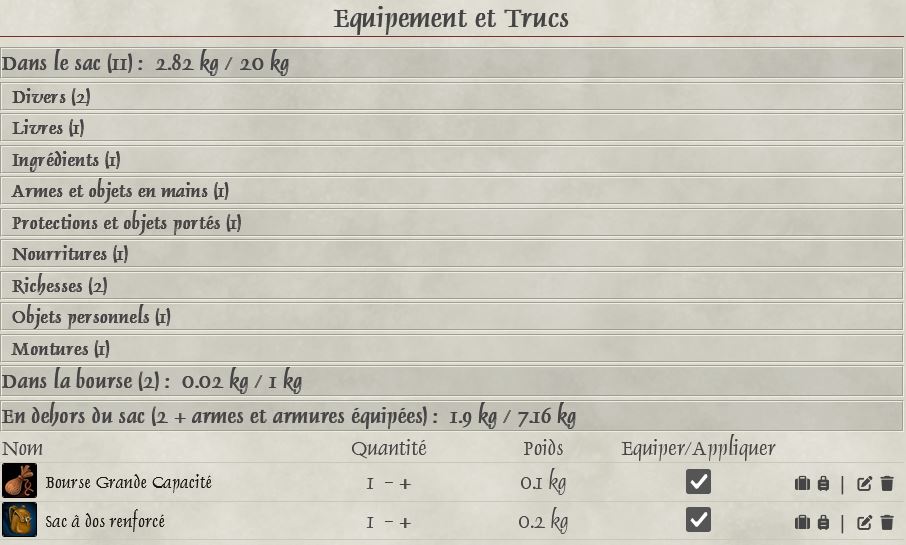 Equipement et Trucs
Dans le sac (11) : 2.82 kg / 20 kg
Divers (2)
Livres (1)
Ingrédients (1)
Armes et objets en mains (1)
Protections et objets portés (1)
Nourritures (1)
Richesses (2)
Objets personnels (1)
Montures (1)
Dans la bourse (2) : 0.02 kg / 1 kg
En dehors du sac (2 + armes et armures équipées) : 1.9 kg / 7.16 kg
Nom Quantité Poids Equiper/Appliquer
Bourse Grande Capacité 1 - + 0.1 kg |
Sac à dos renforcé 1 - + 0.2 kg |